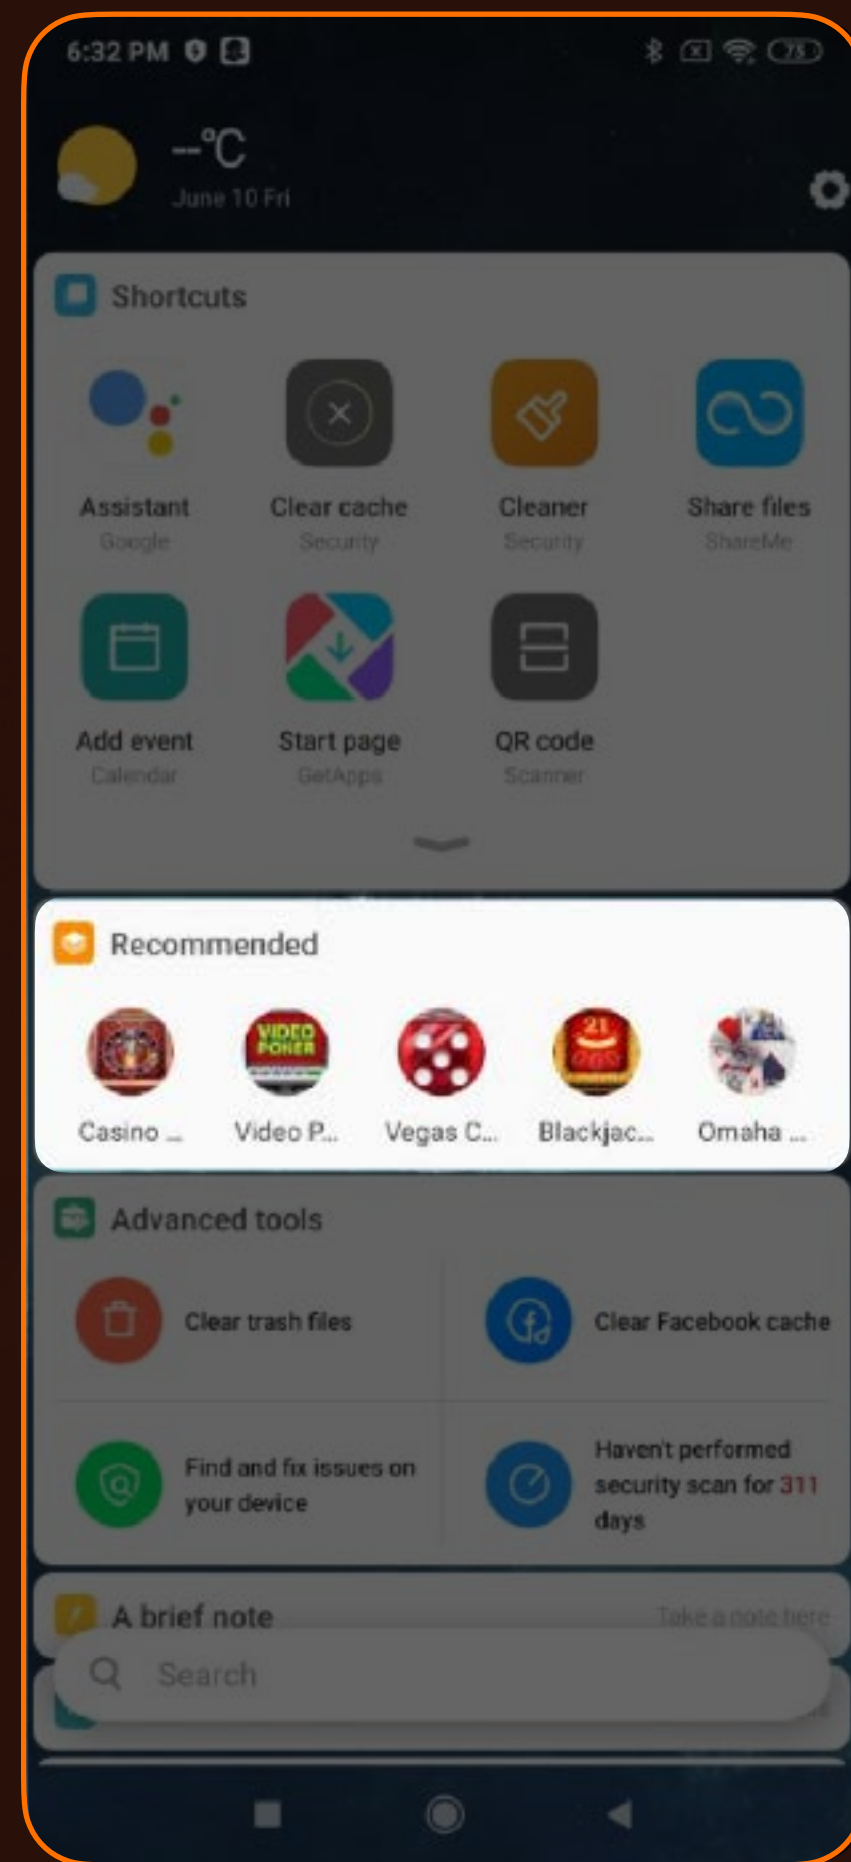 6:32 PM
75
--°C
June 10 Fri
Shortcuts
Assistant Clear cache Cleaner Share files
Google Security Security ShareMe
Add event Start page QR code
Calendar GetApps Scanner
Recommended
VIDEO POKER
21
Casino ... Video P... Vegas C... Blackjac... Omaha ...
Advanced tools
Clear trash files
Clear Facebook cache
Find and fix issues on
your device
Haven't performed
security scan for 311
days
A brief note Take a note here
Search